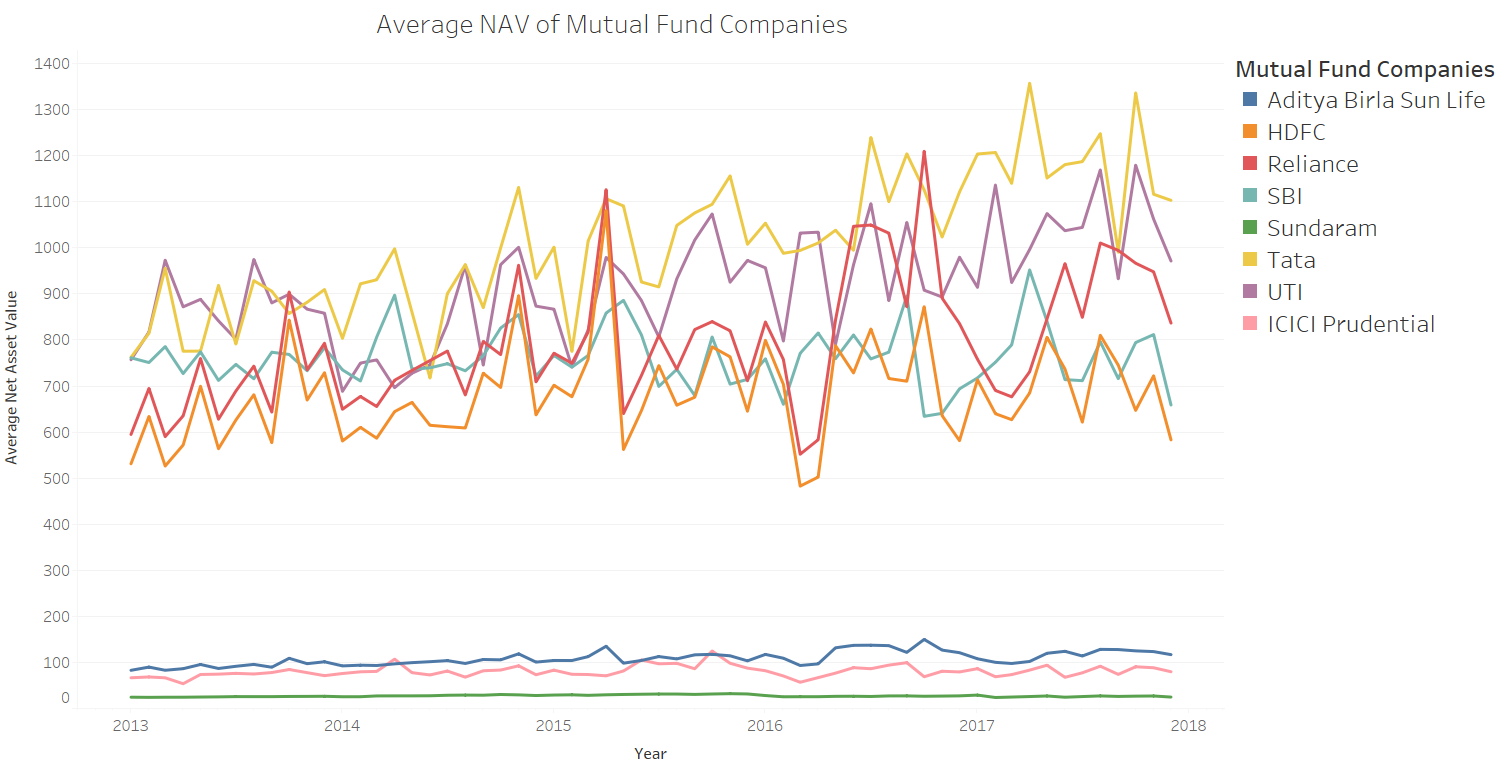 Average NAV of Mutual Fund Companies
1400
1300
1200
1100
1000
900
800
700
600
500
400
300
200
100
0
Average Net Asset Value
2013
2014
2015
2016
2017
2018
Year
Mutual Fund Companies
Aditya Birla Sun Life
HDFC
Reliance
SBI
Sundaram
Tata
UTI
ICICI Prudential